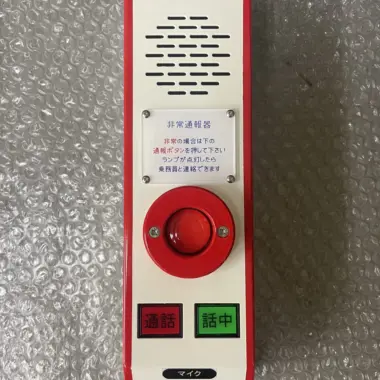 非常通報器
非常の場合は下の
通報ボタンを押して下さい
ランプが点灯したら
乗務員と連絡できます
通話
話中
マイク